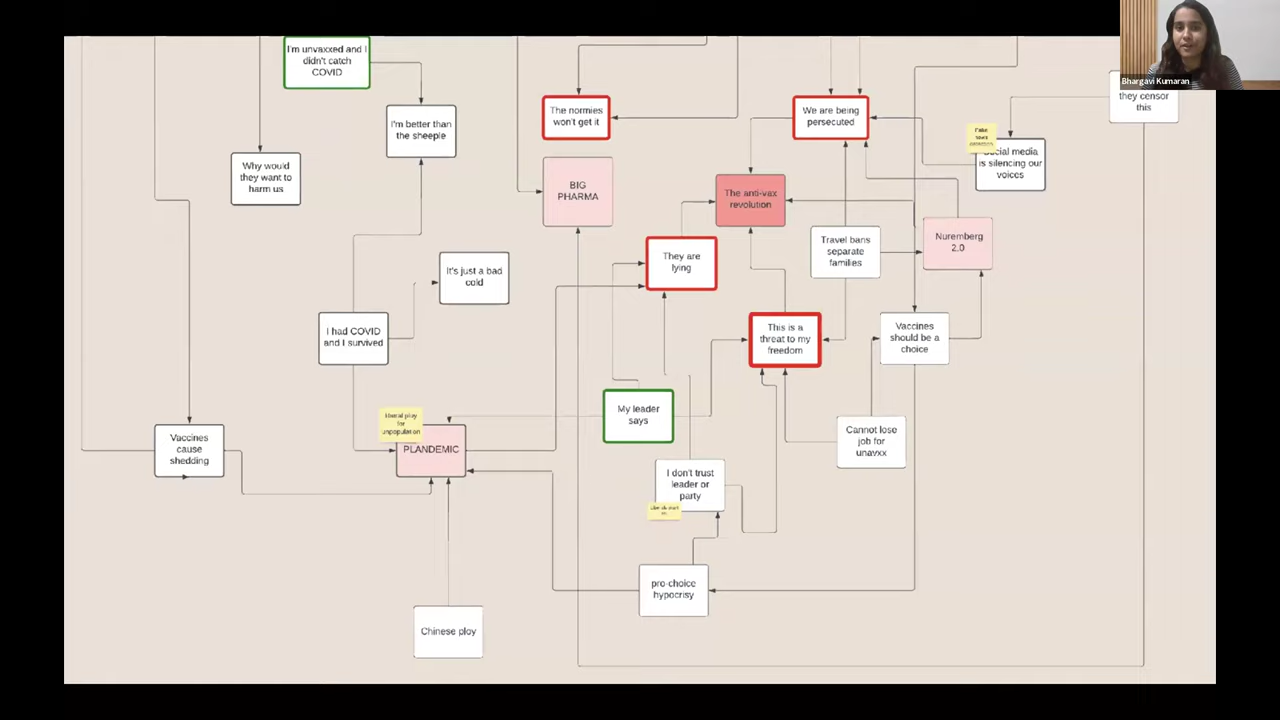 I'm unvaxxed and I
didn't catch
COVID
Bhargavi Kumaran
they censor
this
The normies
won't get it
We are being
persecuted
I'm better than
the sheeple
Social media
is silencing our
voices
Why would
they want to
harm us
BIG
PHARMA
The anti-vax
revolution
Travel bans
separate
families
Nuremberg
2.0
They are
lying
It's just a bad
cold
I had COVID
and I survived
This is a
threat to my
freedom
Vaccines
should be a
choice
My leader
says
Liberal ploy
for
unpopulation
PLANDEMIC
Vaccines
cause
shedding
Cannot lose
job for
unavxx
I don't trust
leader or
party
pro-choice
hypocrisy
Chinese ploy